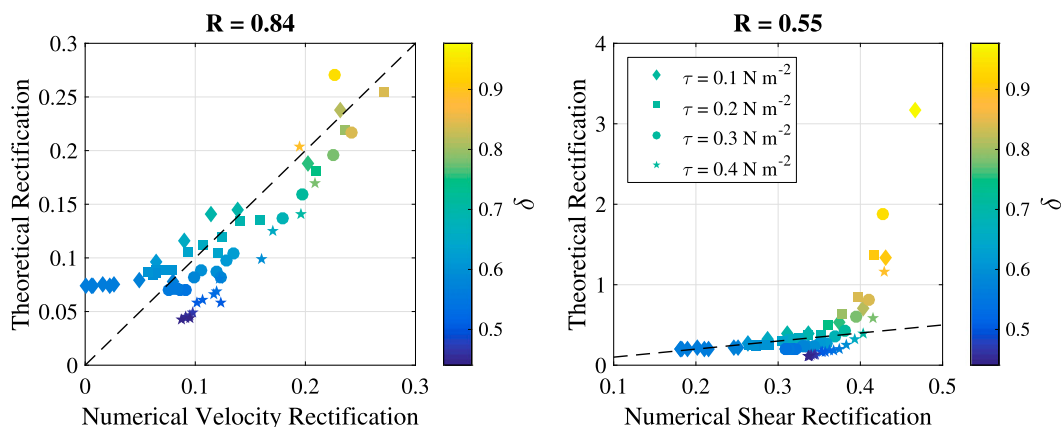 R = 0.84
0.3
0.25
0.2
0.15
0.1
0.05
0
0
0.1
0.2
0.3
Theoretical Rectification
Numerical Velocity Rectification
0.9
0.8
0.7
0.6
0.5
δ
R = 0.55
4
3
2
1
0
0.1
0.2
0.3
0.4
0.5
Theoretical Rectification
Numerical Shear Rectification
τ = 0.1 N m⁻²
τ = 0.2 N m⁻²
τ = 0.3 N m⁻²
τ = 0.4 N m⁻²
0.9
0.8
0.7
0.6
0.5
δ